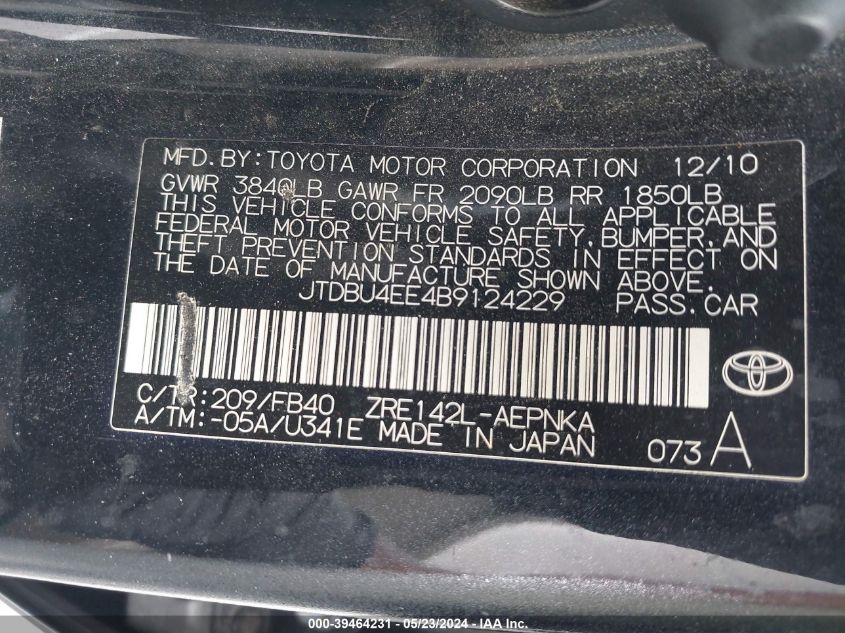 MFD. BY: TOYOTA MOTOR CORPORATION 12/10
GVWR 3840LB GAWR FR 2090LB RR 1850LB
THIS VEHICLE CONFORMS TO ALL APPLICABLE
FEDERAL MOTOR VEHICLE SAFETY, BUMPER, AND
THEFT PREVENTION STANDARDS IN EFFECT ON
THE DATE OF MANUFACTURE SHOWN ABOVE.
JTDBU4EE4B9124229 PASS. CAR
C/TR: 209/FB40 ZRE142L-AEPNKA
A/TM: -05A/U341E MADE IN JAPAN 073 A
000-39464231 - 05/23/2024 - IAA Inc.